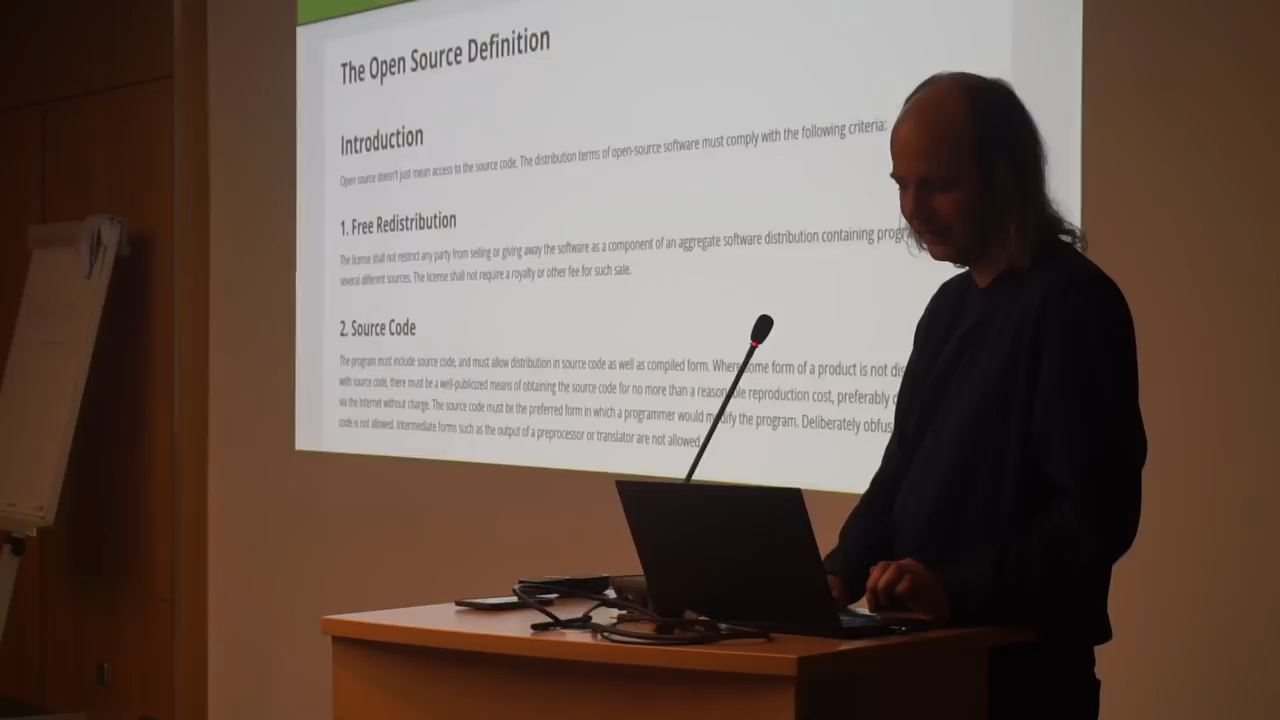 The Open Source Definition
Introduction
Open source doesn't just mean access to the source code. The distribution terms of open-source software must comply with the following criteria:
1. Free Redistribution
The license shall not restrict any party from selling or giving away the software as a component of an aggregate software distribution containing progr
several different sources. The license shall not require a royalty or other fee for such sale.
2. Source Code
The program must include source code, and must allow distribution in source code as well as compiled form. Where some form of a product is not dis
with source code, there must be a well-publicized means of obtaining the source code for no more than a reasonable reproduction cost, preferably
via the Internet without charge. The source code must be the preferred form in which a programmer would modify the program. Deliberately obfus
code is not allowed. Intermediate forms such as the output of a preprocessor or translator are not allowed